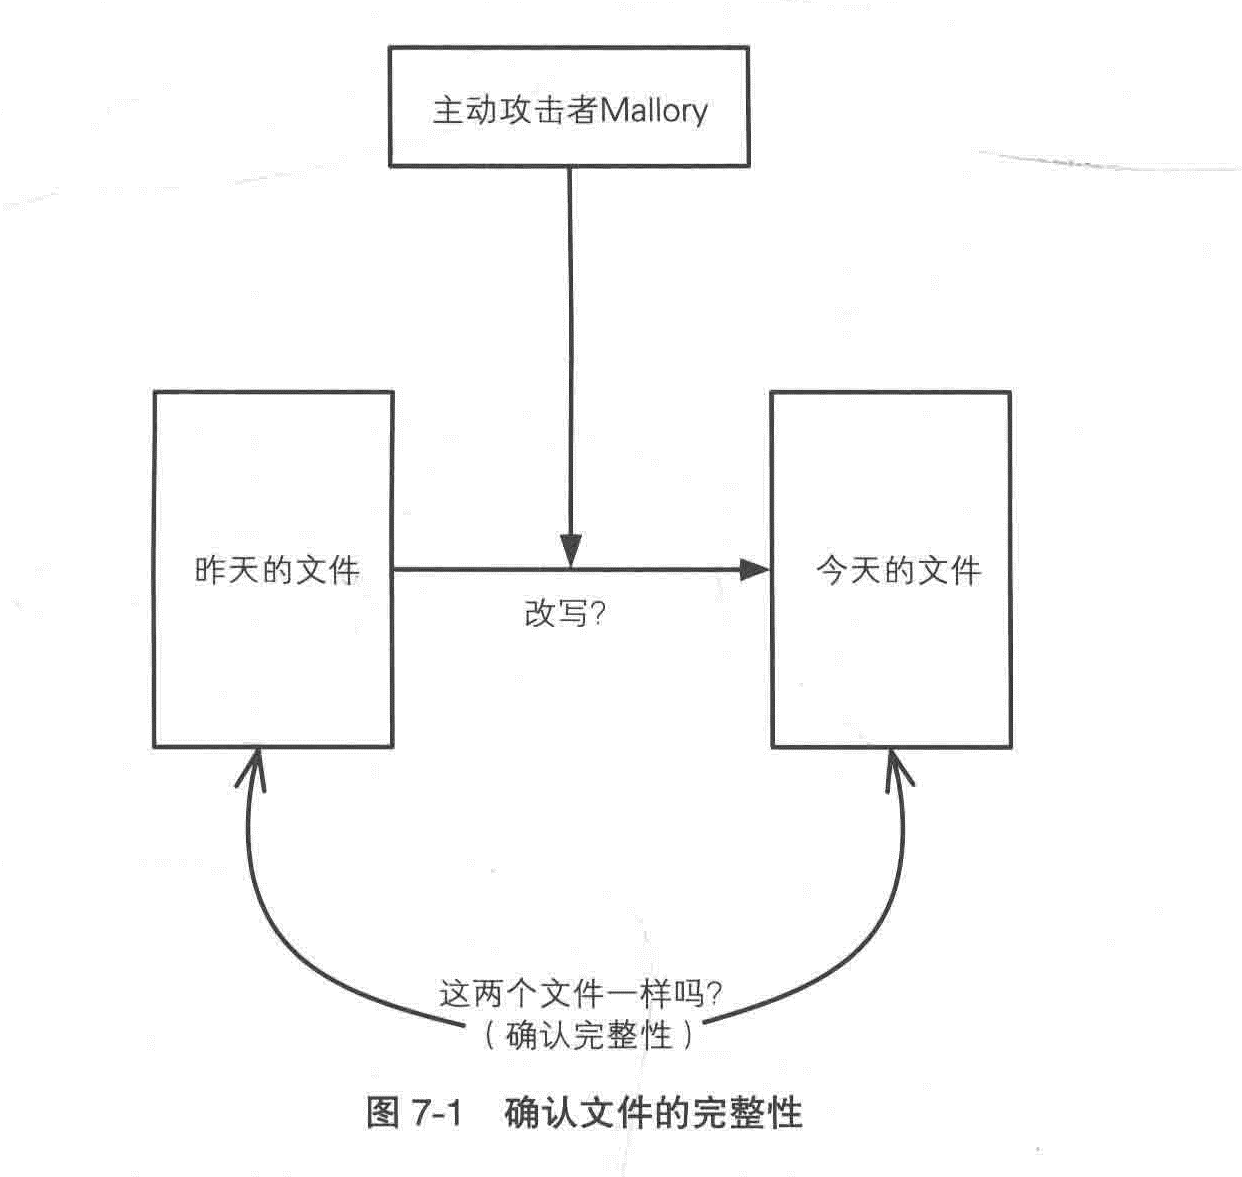 主动攻击者Mallory
昨天的文件
今天的文件
改写?
这两个文件一样吗?
（确认完整性）
图 7-1 确认文件的完整性